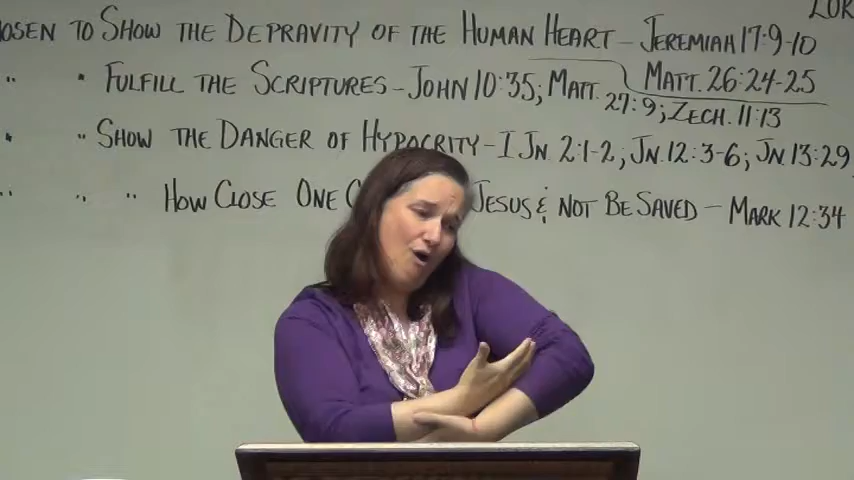 LUK
OSEN TO SHOW THE DEPRAVITY OF THE HUMAN HEART - JEREMIAH 17:9-10
" " FULFILL THE SCRIPTURES - JOHN 10:35; MATT. 27:9; ZECH. 11:13 MATT. 26:24-25
" " SHOW THE DANGER OF HYPOCRITY - I JN 2:1-2; JN. 12:3-6; JN. 13:29
" " " HOW CLOSE ONE C JESUS & NOT BE SAVED - MARK 12:34